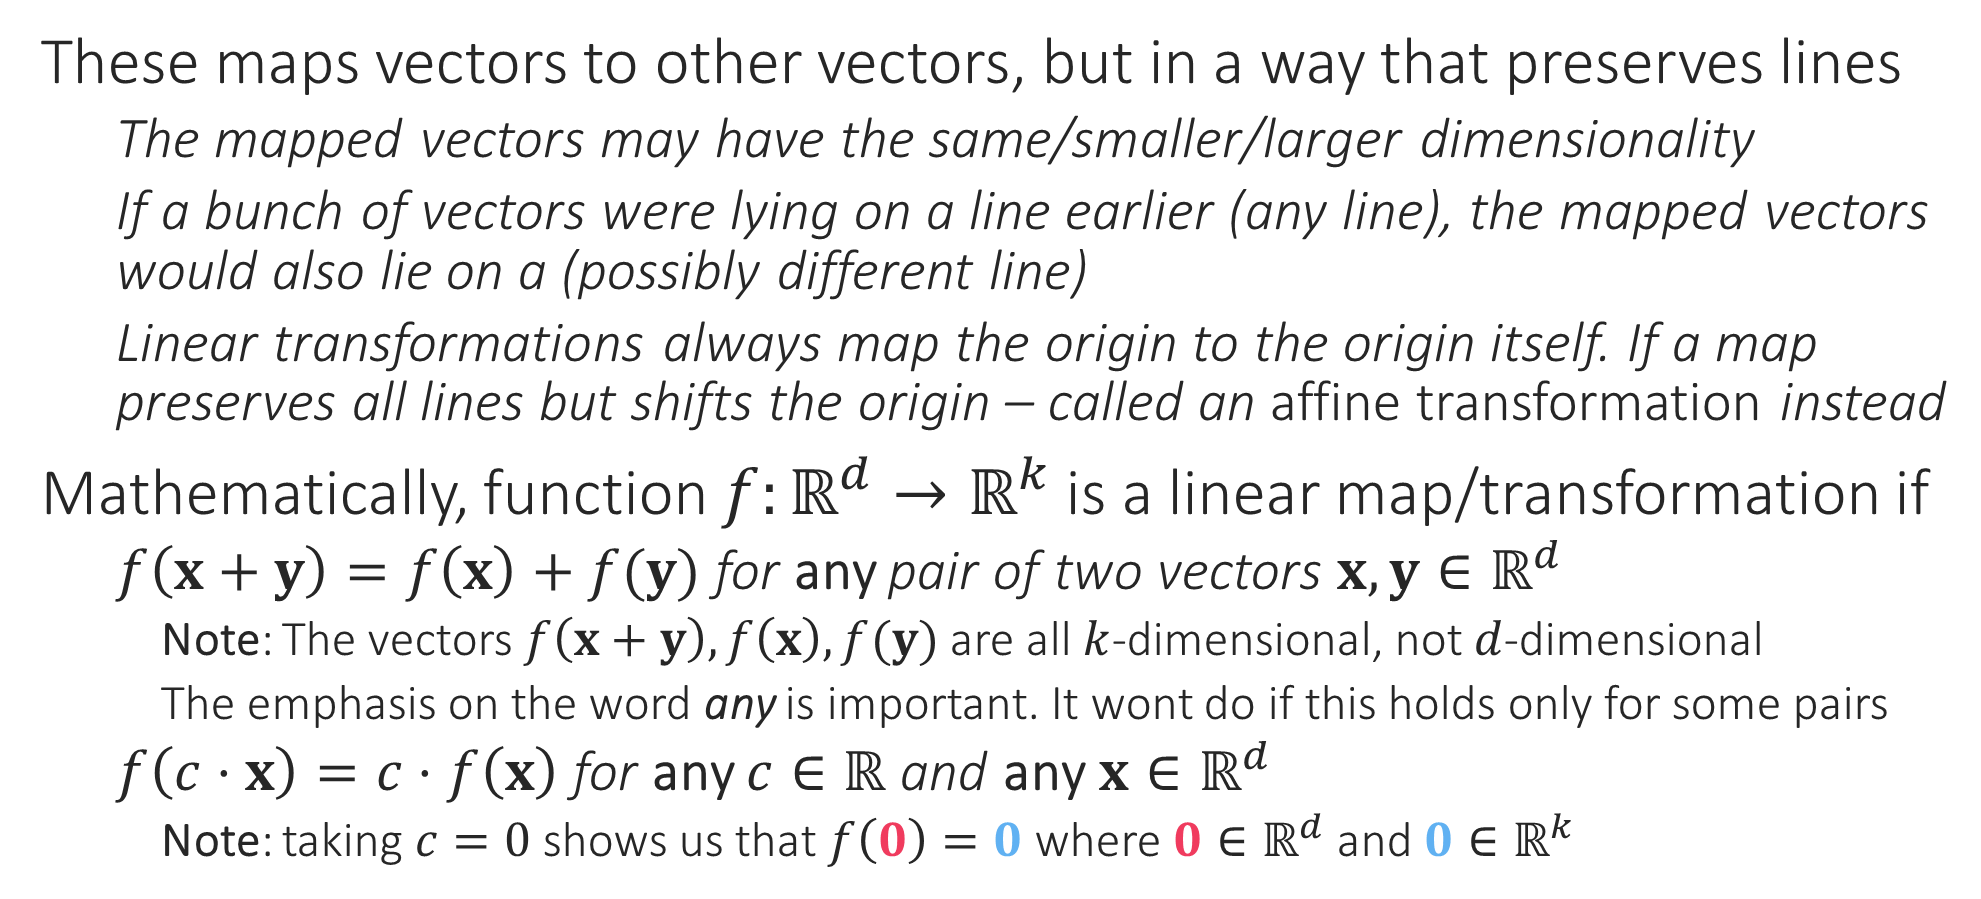 These maps vectors to other vectors, but in a way that preserves lines
The mapped vectors may have the same/smaller/larger dimensionality
If a bunch of vectors were lying on a line earlier (any line), the mapped vectors
would also lie on a (possibly different line)
Linear transformations always map the origin to the origin itself. If a map
preserves all lines but shifts the origin – called an affine transformation instead
Mathematically, function f: ℝᵈ → ℝᵏ is a linear map/transformation if
f(x + y) = f(x) + f(y) for any pair of two vectors x, y ∈ ℝᵈ
Note: The vectors f(x + y), f(x), f(y) are all k-dimensional, not d-dimensional
The emphasis on the word any is important. It wont do if this holds only for some pairs
f(c · x) = c · f(x) for any c ∈ ℝ and any x ∈ ℝᵈ
Note: taking c = 0 shows us that f(0) = 0 where 0 ∈ ℝᵈ and 0 ∈ ℝᵏ